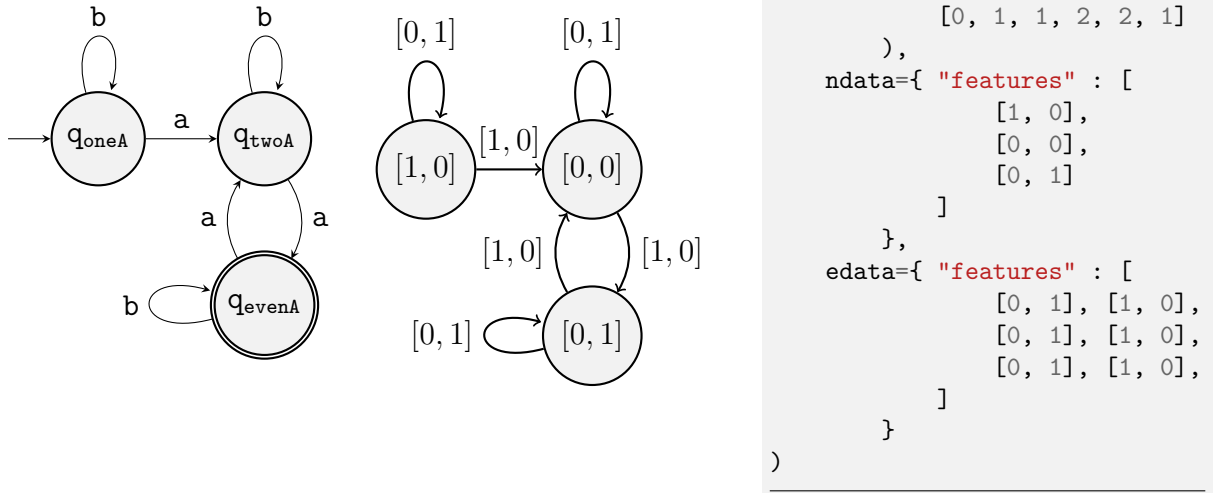 b
b
q_oneA
a
q_twoA
a
a
b
q_evenA
[0, 1]
[0, 1]
[1, 0]
[1, 0]
[0, 0]
[1, 0]
[1, 0]
[0, 1]
[0, 1]
[0, 1, 1, 2, 2, 1]
),
ndata={ "features" : [
[1, 0],
[0, 0],
[0, 1]
]
},
edata={ "features" : [
[0, 1], [1, 0],
[0, 1], [1, 0],
[0, 1], [1, 0],
]
}
)